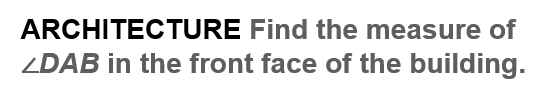 ARCHITECTURE Find the measure of
∠DAB in the front face of the building.